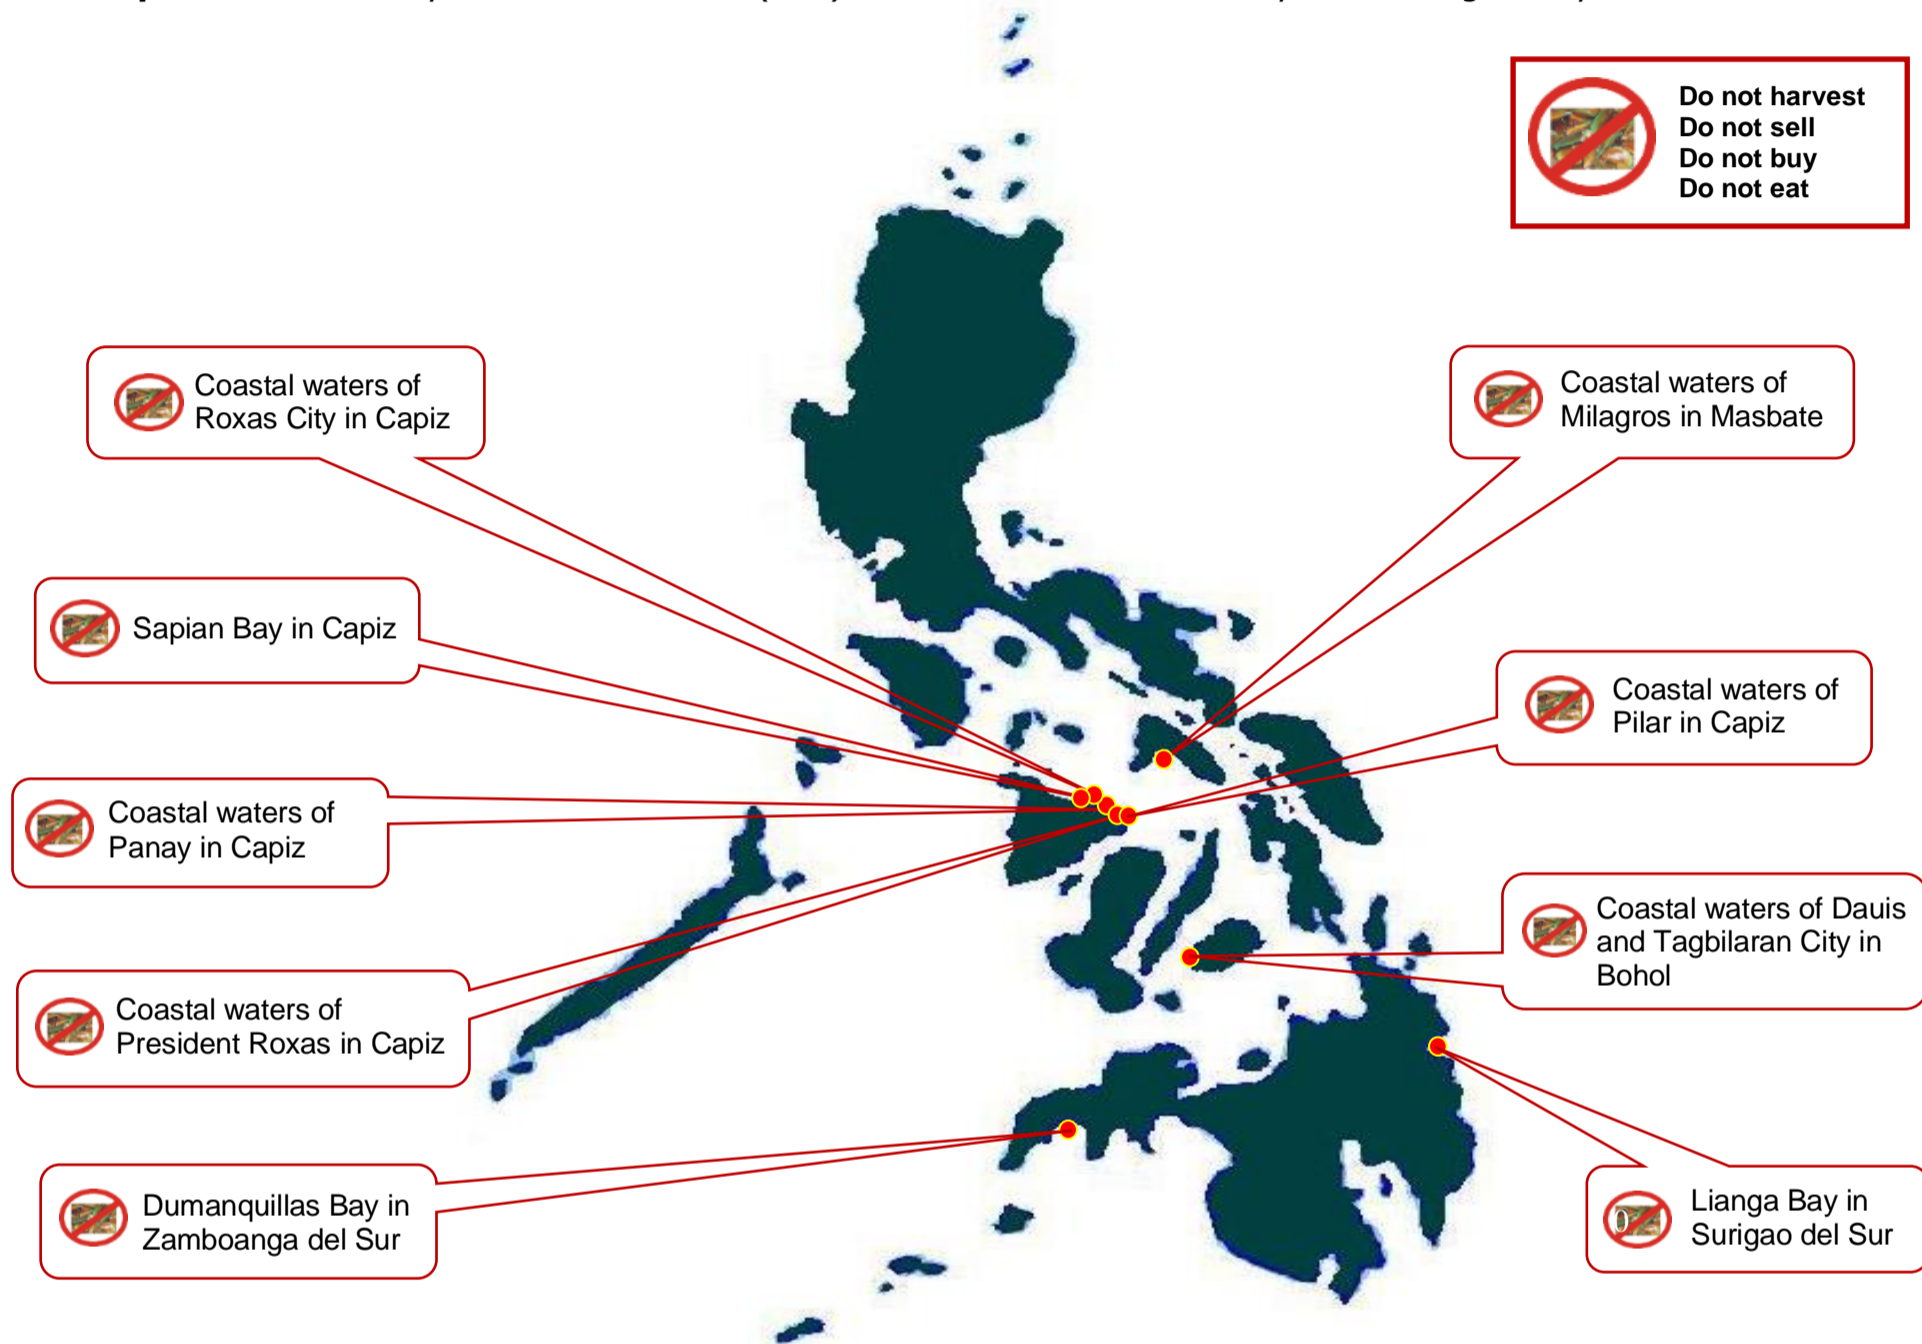 Do not harvest
Do not sell
Do not buy
Do not eat
Coastal waters of
Roxas City in Capiz
Coastal waters of
Milagros in Masbate
Sapian Bay in Capiz
Coastal waters of
Pilar in Capiz
Coastal waters of
Panay in Capiz
Coastal waters of Dauis
and Tagbilaran City in
Bohol
Coastal waters of
President Roxas in Capiz
Dumanquillas Bay in
Zamboanga del Sur
Lianga Bay in
Surigao del Sur
0